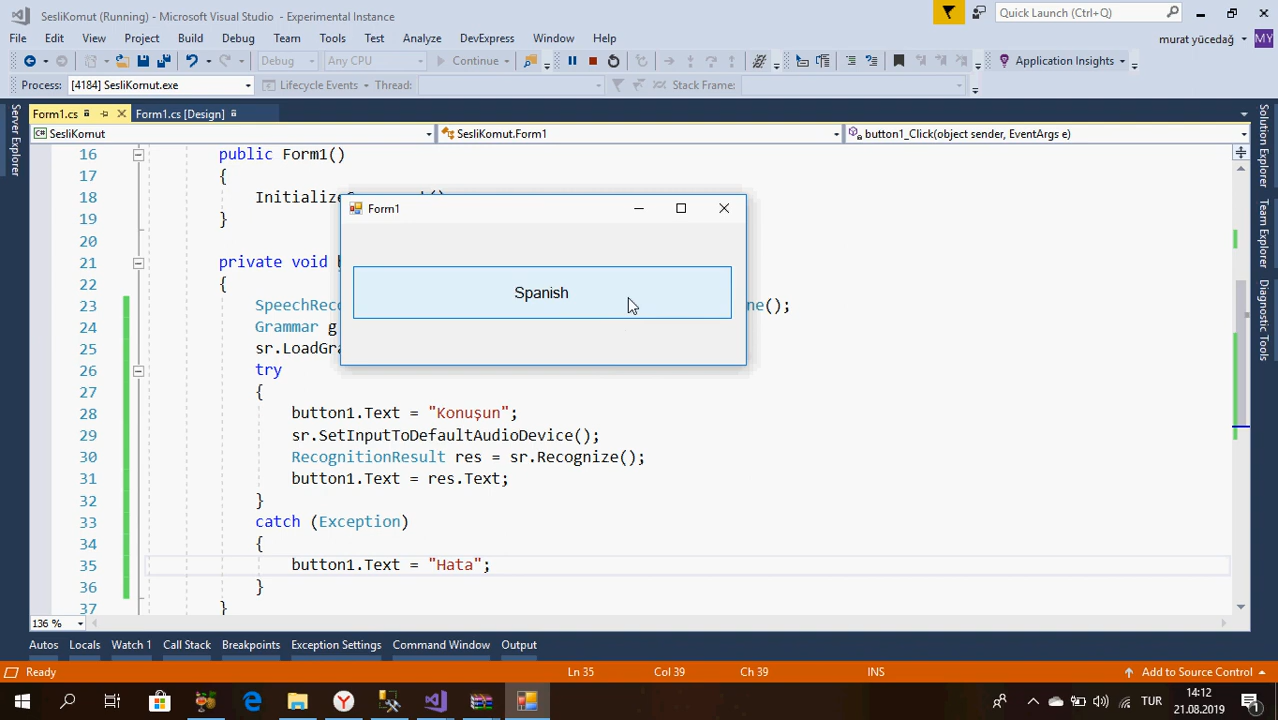 SesliKomut (Running) - Microsoft Visual Studio - Experimental Instance
Quick Launch (Ctrl+Q)
File Edit View Project Build Debug Team Tools Test Analyze DevExpress Window Help
murat yücedağ MY
Debug Any CPU Continue Application Insights
Process: [4184] SesliKomut.exe Lifecycle Events Thread: Stack Frame:
Form1.cs Form1.cs [Design]
SesliKomut SesliKomut.Form1 button1_Click(object sender, EventArgs e)
Server Explorer
Solution Explorer
Team Explorer
Diagnostic Tools
16 public Form1()
17 {
18
19 }
20
21 private void
22 {
23 ne();
24 Grammar g
25
26 try
27 {
28 button1.Text = "Konuşun";
29 sr.SetInputToDefaultAudioDevice();
30 RecognitionResult res = sr.Recognize();
31 button1.Text = res.Text;
32 }
33 catch (Exception)
34 {
35 button1.Text = "Hata";
36 }
37 }
Form1
Spanish
136 %
Autos Locals Watch 1 Call Stack Breakpoints Exception Settings Command Window Output
Ready Ln 35 Col 39 Ch 39 INS Add to Source Control
TUR
14:12
21.08.2019
1